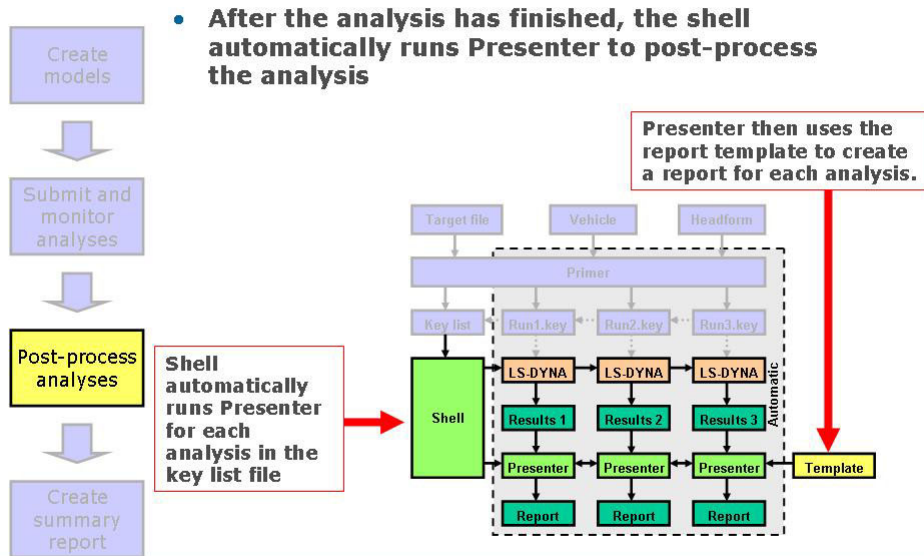 • After the analysis has finished, the shell
automatically runs Presenter to post-process
the analysis
Create
models
Submit and
monitor
analyses
Post-process
analyses
Create
summary
report
Presenter then uses the
report template to create
a report for each analysis.
Shell
automatically
runs Presenter
for each
analysis in the
key list file
Target file
Vehicle
Headform
Primer
Key list
Run1.key
Run2.key
Run3.key
Shell
LS-DYNA
LS-DYNA
LS-DYNA
Automatic
Results 1
Results 2
Results 3
Presenter
Presenter
Presenter
Template
Report
Report
Report